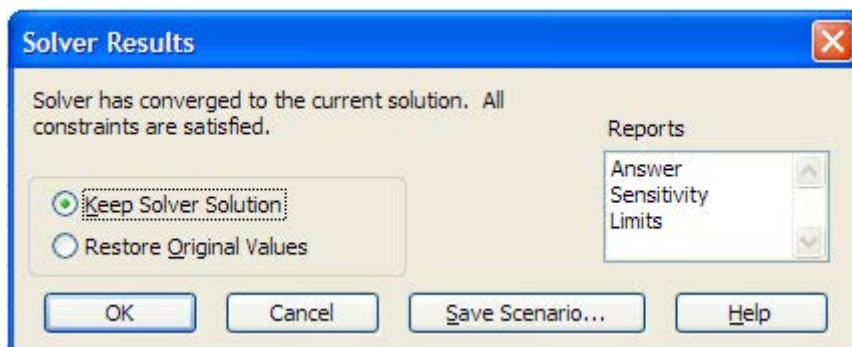 Solver Results
Solver has converged to the current solution.  All
constraints are satisfied.
Reports
Answer
Sensitivity
Limits
Keep Solver Solution
Restore Original Values
OK
Cancel
Save Scenario...
Help